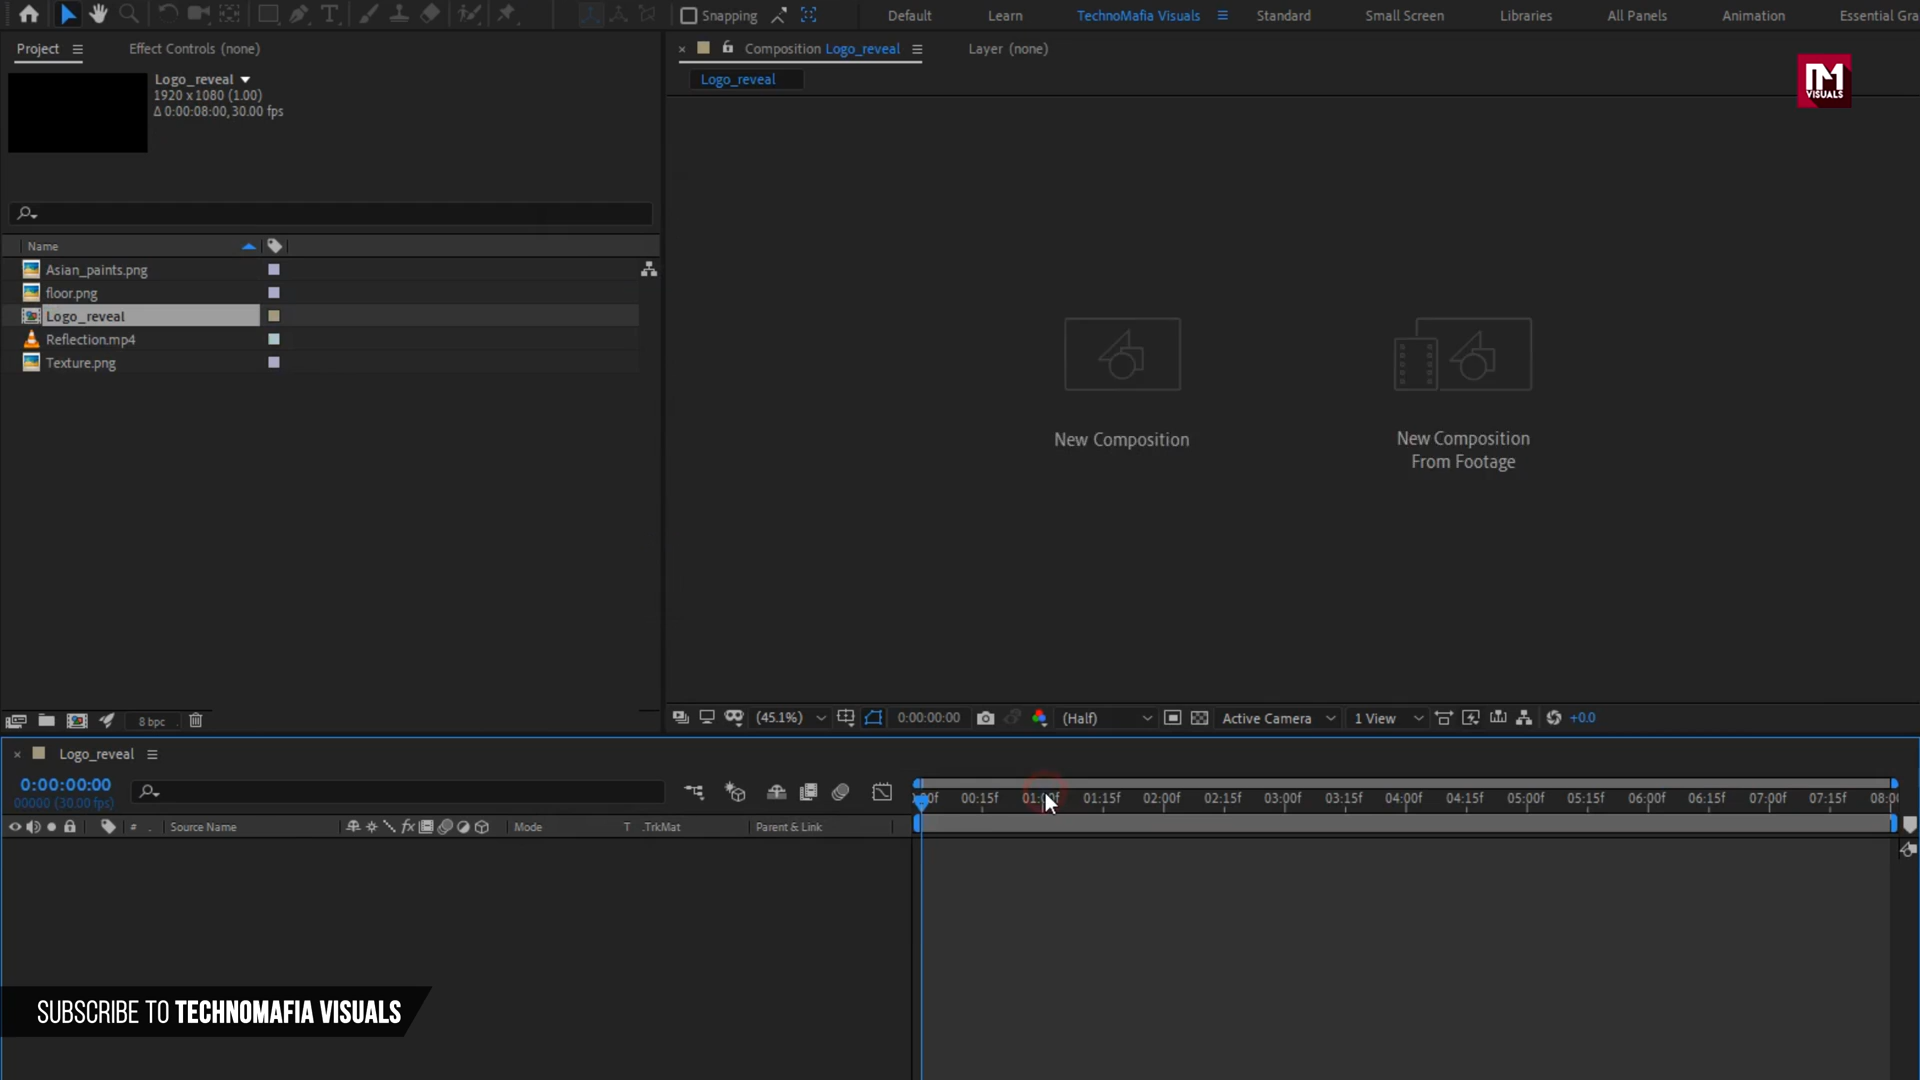 Snapping
Default
Learn
TechnoMafia Visuals
Standard
Small Screen
Libraries
All Panels
Animation
Essential Gra
Project
Effect Controls (none)
Composition Logo_reveal
Layer (none)
Logo_reveal
1920 x 1080 (1.00)
Δ 0:00:08:00, 30.00 fps
Logo_reveal
VISUALS
Name
Asian_paints.png
floor.png
Logo_reveal
Reflection.mp4
Texture.png
New Composition
New Composition
From Footage
8 bpc
(45.1%)
0:00:00:00
(Half)
Active Camera
1 View
+0.0
Logo_reveal
0:00:00:00
00000 (30.00 fps)
00:15f
01:15f
02:00f
02:15f
03:00f
03:15f
04:00f
04:15f
05:00f
05:15f
06:00f
06:15f
07:00f
07:15f
#
Source Name
Mode
T .TrkMat
Parent & Link
SUBSCRIBE TO TECHNOMAFIA VISUALS